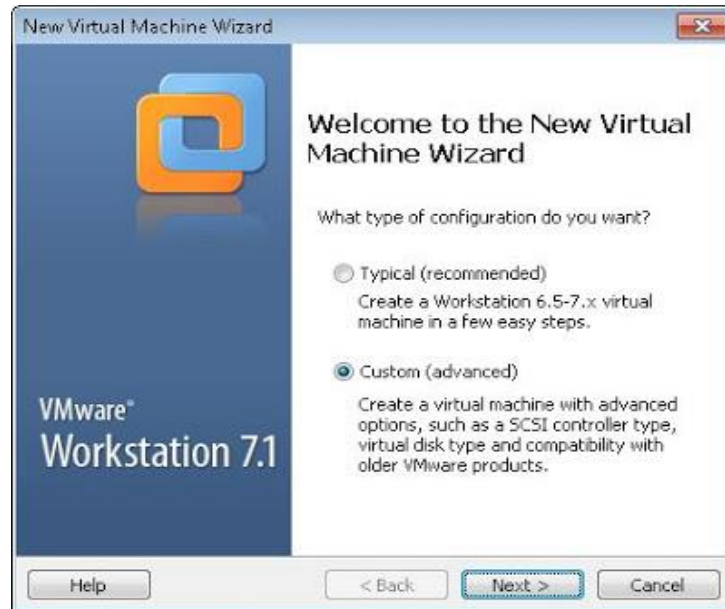 New Virtual Machine Wizard
Welcome to the New Virtual
Machine Wizard
What type of configuration do you want?
Typical (recommended)
Create a Workstation 6.5-7.x virtual
machine in a few easy steps.
Custom (advanced)
Create a virtual machine with advanced
options, such as a SCSI controller type,
virtual disk type and compatibility with
older VMware products.
VMware®
Workstation 7.1
Help
< Back
Next >
Cancel